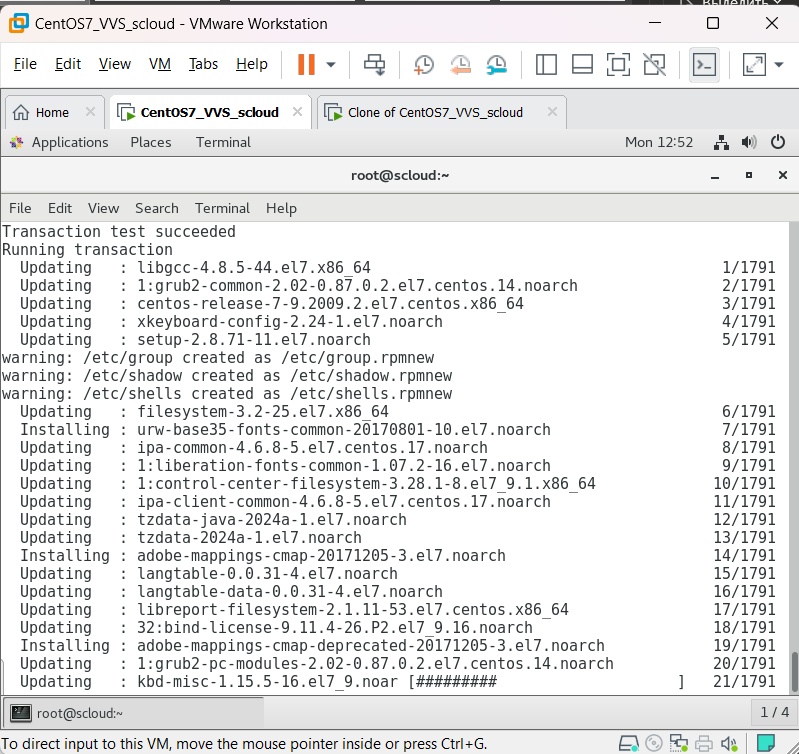 CentOS7_VVS_scloud - VMware Workstation
File Edit View VM Tabs Help
Home CentOS7_VVS_scloud Clone of CentOS7_VVS_scloud
Applications Places Terminal Mon 12:52
root@scloud:~
File Edit View Search Terminal Help
Transaction test succeeded
Running transaction
  Updating   : libgcc-4.8.5-44.el7.x86_64                                       1/1791
  Updating   : 1:grub2-common-2.02-0.87.0.2.el7.centos.14.noarch                2/1791
  Updating   : centos-release-7-9.2009.2.el7.centos.x86_64                      3/1791
  Updating   : xkeyboard-config-2.24-1.el7.noarch                               4/1791
  Updating   : setup-2.8.71-11.el7.noarch                                       5/1791
warning: /etc/group created as /etc/group.rpmnew
warning: /etc/shadow created as /etc/shadow.rpmnew
warning: /etc/shells created as /etc/shells.rpmnew
  Updating   : filesystem-3.2-25.el7.x86_64                                     6/1791
  Installing : urw-base35-fonts-common-20170801-10.el7.noarch                   7/1791
  Updating   : ipa-common-4.6.8-5.el7.centos.17.noarch                          8/1791
  Updating   : 1:liberation-fonts-common-1.07.2-16.el7.noarch                   9/1791
  Updating   : 1:control-center-filesystem-3.28.1-8.el7_9.1.x86_64             10/1791
  Updating   : ipa-client-common-4.6.8-5.el7.centos.17.noarch                  11/1791
  Updating   : tzdata-java-2024a-1.el7.noarch                                  12/1791
  Updating   : tzdata-2024a-1.el7.noarch                                       13/1791
  Installing : adobe-mappings-cmap-20171205-3.el7.noarch                       14/1791
  Updating   : langtable-0.0.31-4.el7.noarch                                   15/1791
  Updating   : langtable-data-0.0.31-4.el7.noarch                              16/1791
  Updating   : libreport-filesystem-2.1.11-53.el7.centos.x86_64                17/1791
  Updating   : 32:bind-license-9.11.4-26.P2.el7_9.16.noarch                    18/1791
  Installing : adobe-mappings-cmap-deprecated-20171205-3.el7.noarch            19/1791
  Updating   : 1:grub2-pc-modules-2.02-0.87.0.2.el7.centos.14.noarch           20/1791
  Updating   : kbd-misc-1.15.5-16.el7_9.noar [#########                    ]   21/1791
root@scloud:~ 1 / 4
To direct input to this VM, move the mouse pointer inside or press Ctrl+G.